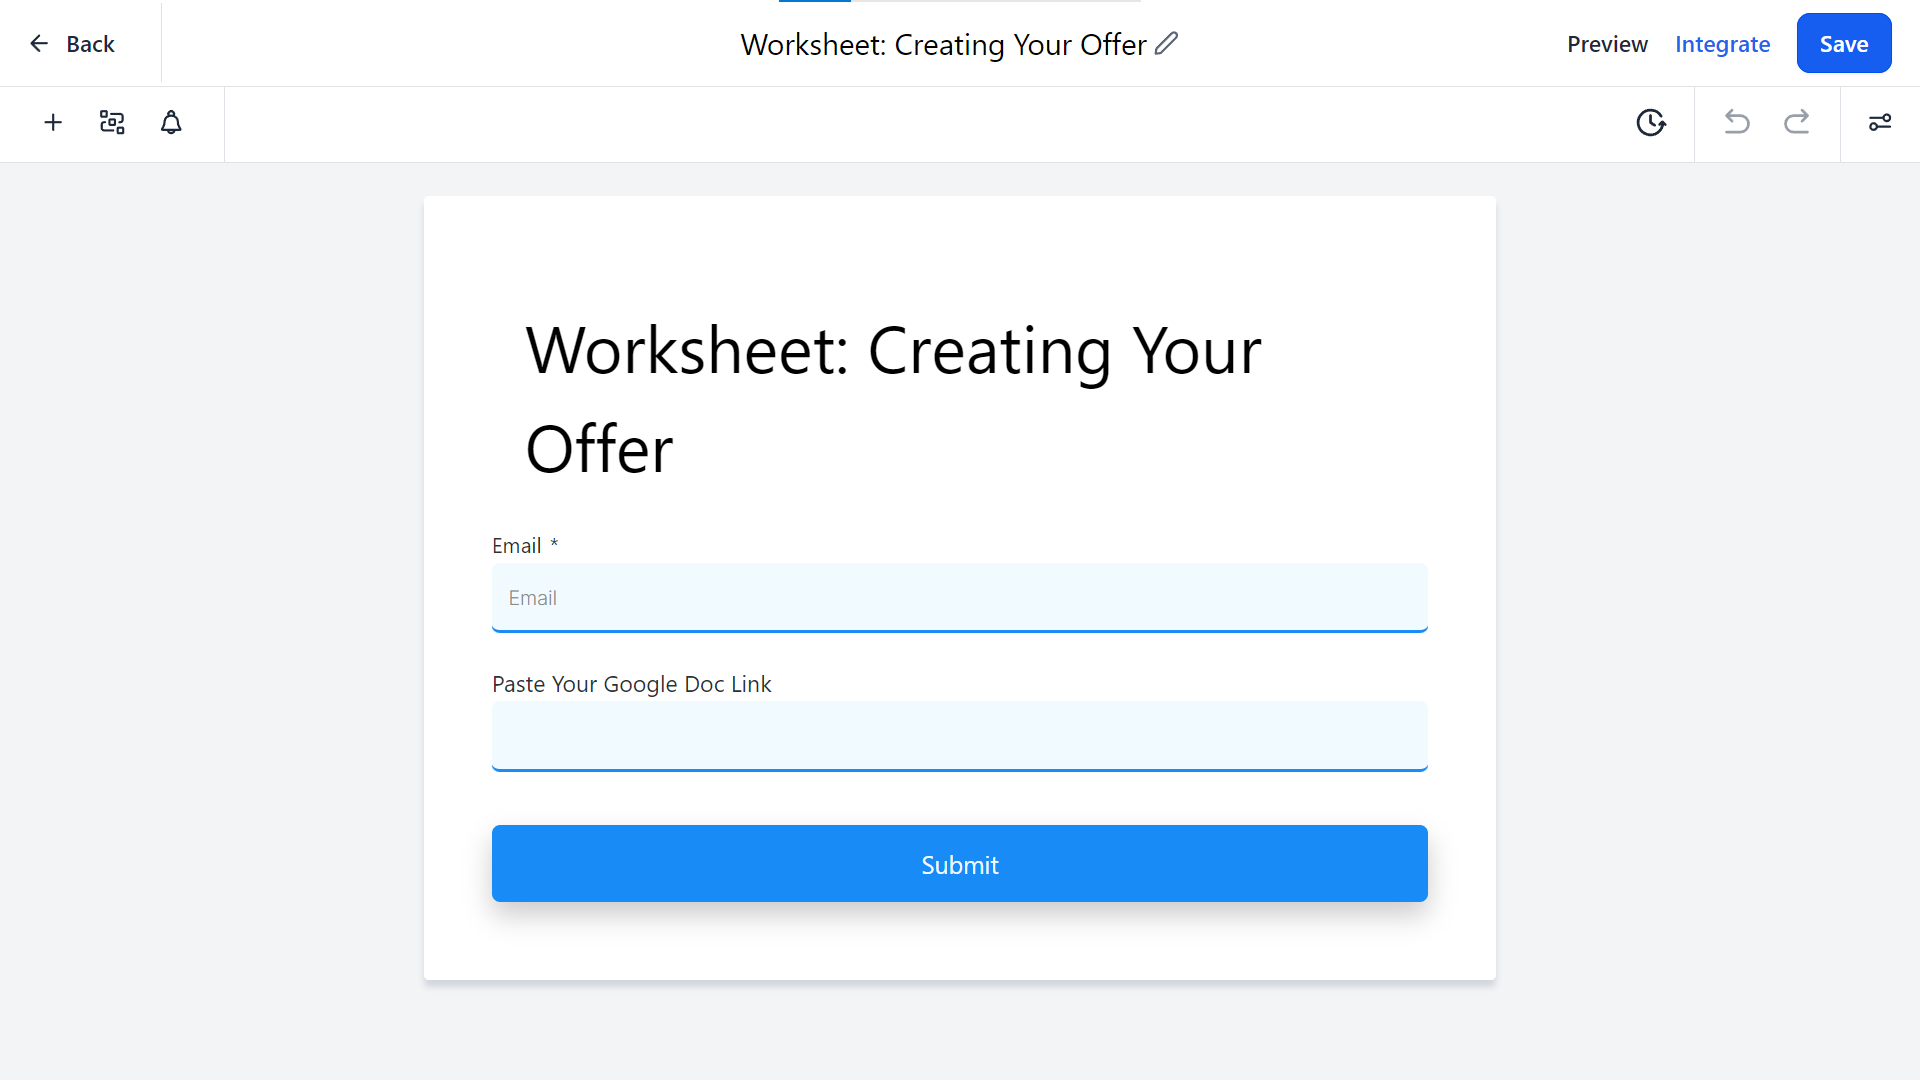 Back
Worksheet: Creating Your Offer
Preview
Integrate
Save
Worksheet: Creating Your
Offer
Email *
Email
Paste Your Google Doc Link
Submit